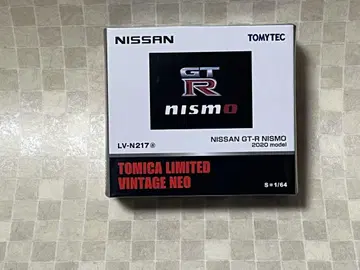 NISSAN TOMYTEC
GT
R
nismo
LV-N217
NISSAN GT-R NISMO
2020 model
TOMICA LIMITED
VINTAGE NEO
S=1/64